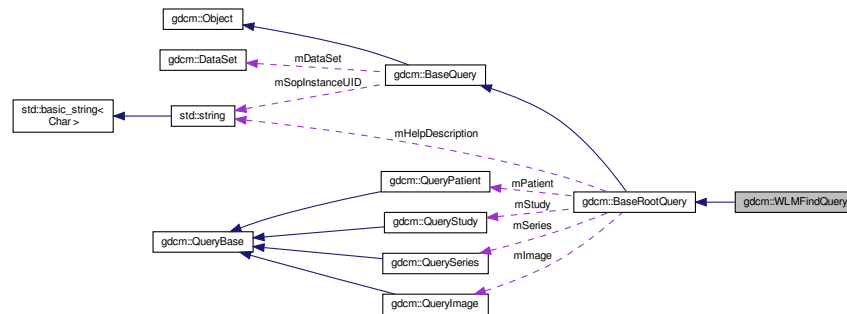 gdcm::Object
gdcm::DataSet
mDataSet
gdcm::BaseQuery
mSopInstanceUID
std::basic_string<
Char >
std::string
mHelpDescription
gdcm::QueryPatient
mPatient
gdcm::BaseRootQuery
gdcm::WLMFindQuery
mStudy
gdcm::QueryStudy
mSeries
gdcm::QueryBase
mImage
gdcm::QuerySeries
gdcm::QueryImage